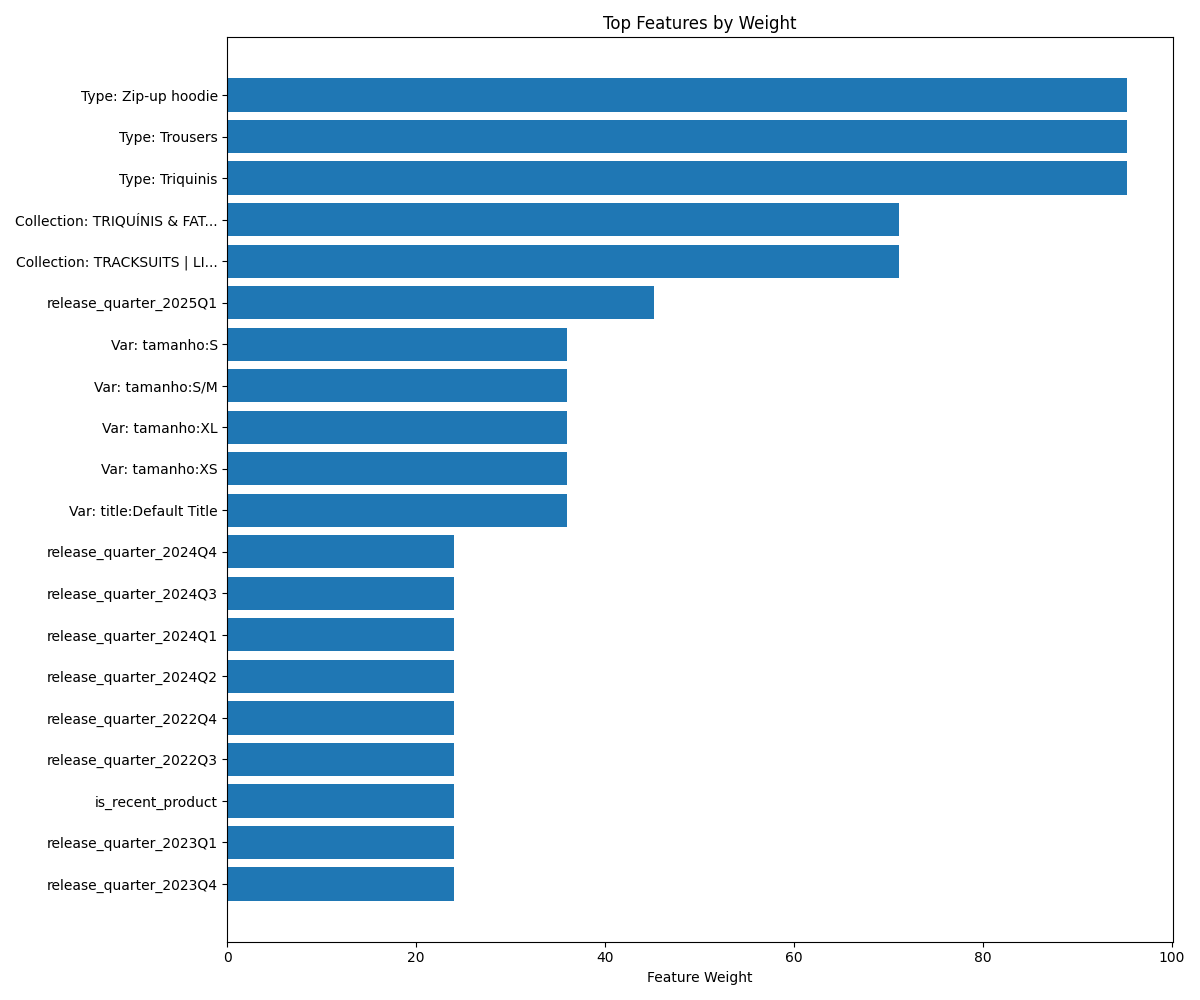 Top Features by Weight
Type: Zip-up hoodie
Type: Trousers
Type: Triquinis
Collection: TRIQUÍNIS & FAT...
Collection: TRACKSUITS | LI...
release_quarter_2025Q1
Var: tamanho:S
Var: tamanho:S/M
Var: tamanho:XL
Var: tamanho:XS
Var: title:Default Title
release_quarter_2024Q4
release_quarter_2024Q3
release_quarter_2024Q1
release_quarter_2024Q2
release_quarter_2022Q4
release_quarter_2022Q3
is_recent_product
release_quarter_2023Q1
release_quarter_2023Q4
0 20 40 60 80 100
Feature Weight